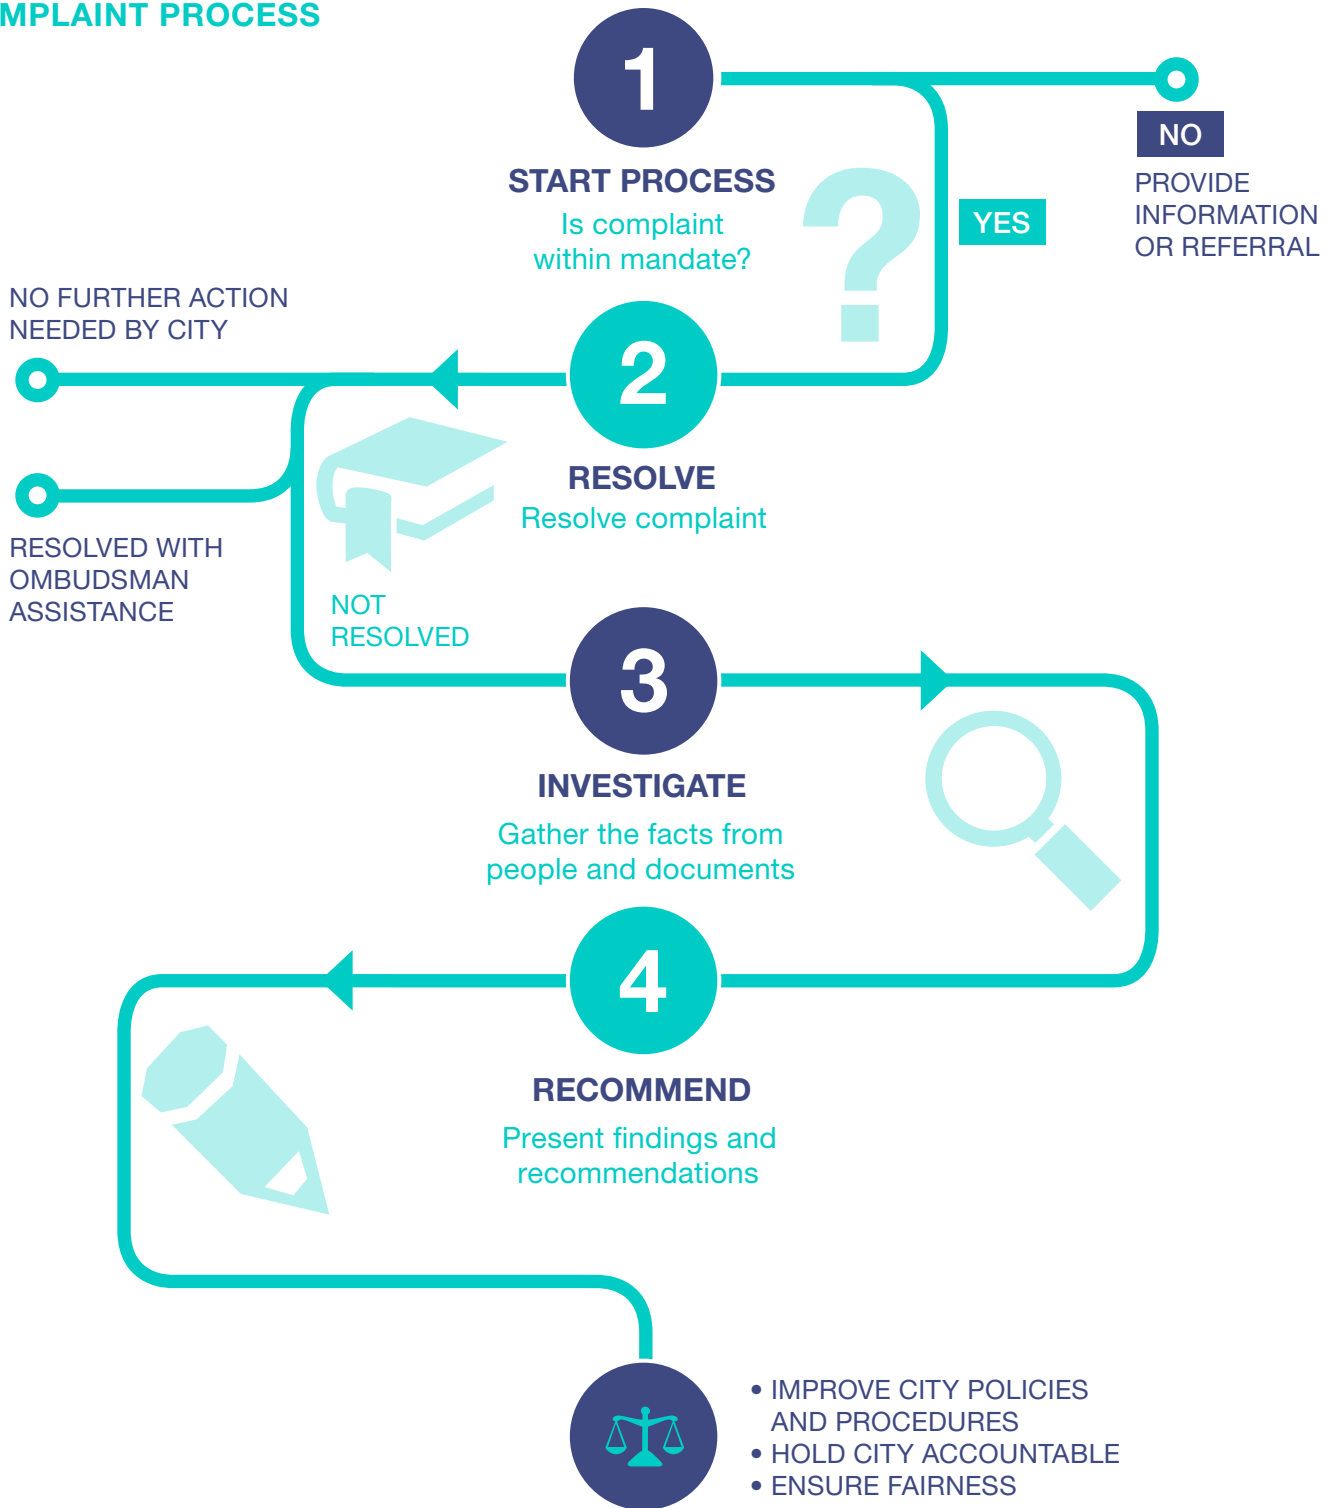 MPLAINT PROCESS
1
START PROCESS
Is complaint
within mandate?
NO
PROVIDE
INFORMATION
OR REFERRAL
YES
NO FURTHER ACTION
NEEDED BY CITY
2
RESOLVE
Resolve complaint
RESOLVED WITH
OMBUDSMAN
ASSISTANCE
NOT
RESOLVED
3
INVESTIGATE
Gather the facts from
people and documents
4
RECOMMEND
Present findings and
recommendations
• IMPROVE CITY POLICIES
AND PROCEDURES
• HOLD CITY ACCOUNTABLE
• ENSURE FAIRNESS